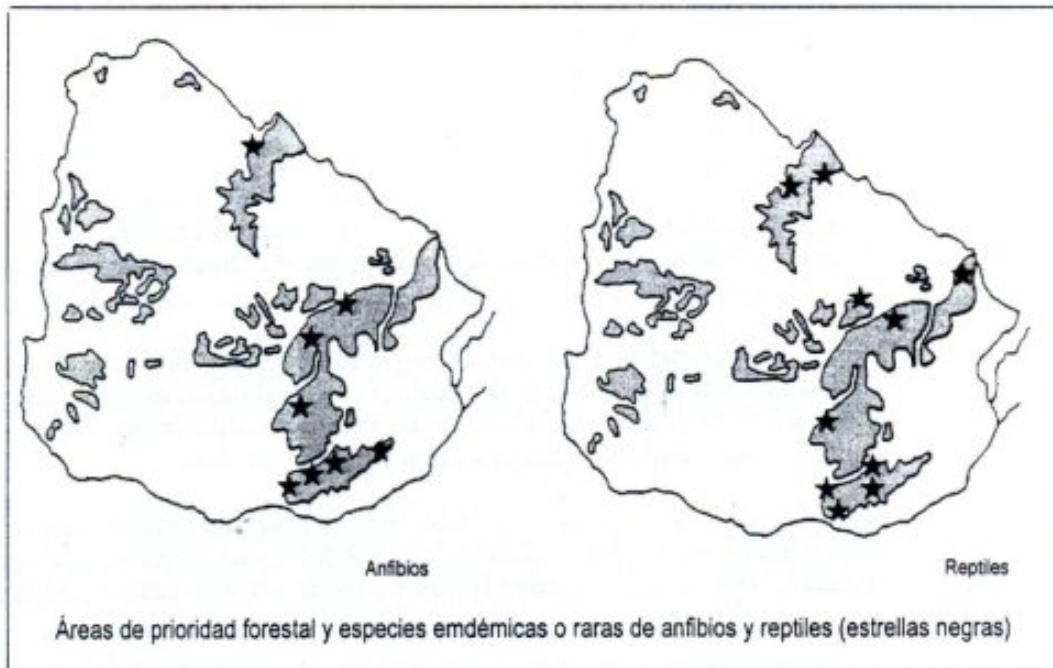 Anfibios
Reptiles
Áreas de prioridad forestal y especies emdémicas o raras de anfibios y reptiles (estrellas negras)